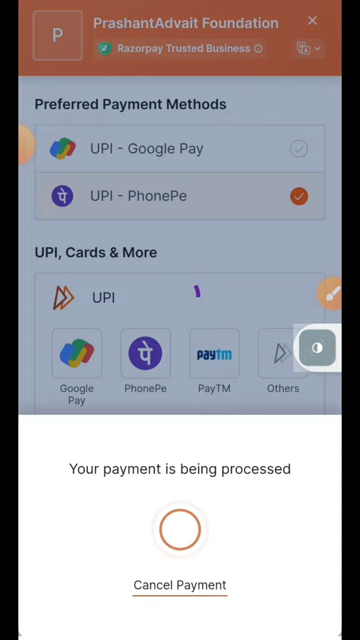 P
PrashantAdvait Foundation
Razorpay Trusted Business
Preferred Payment Methods
UPI - Google Pay
पे
UPI - PhonePe
UPI, Cards & More
UPI
पे
paytm
Google Pay
PhonePe
PayTM
Others
Your payment is being processed
Cancel Payment